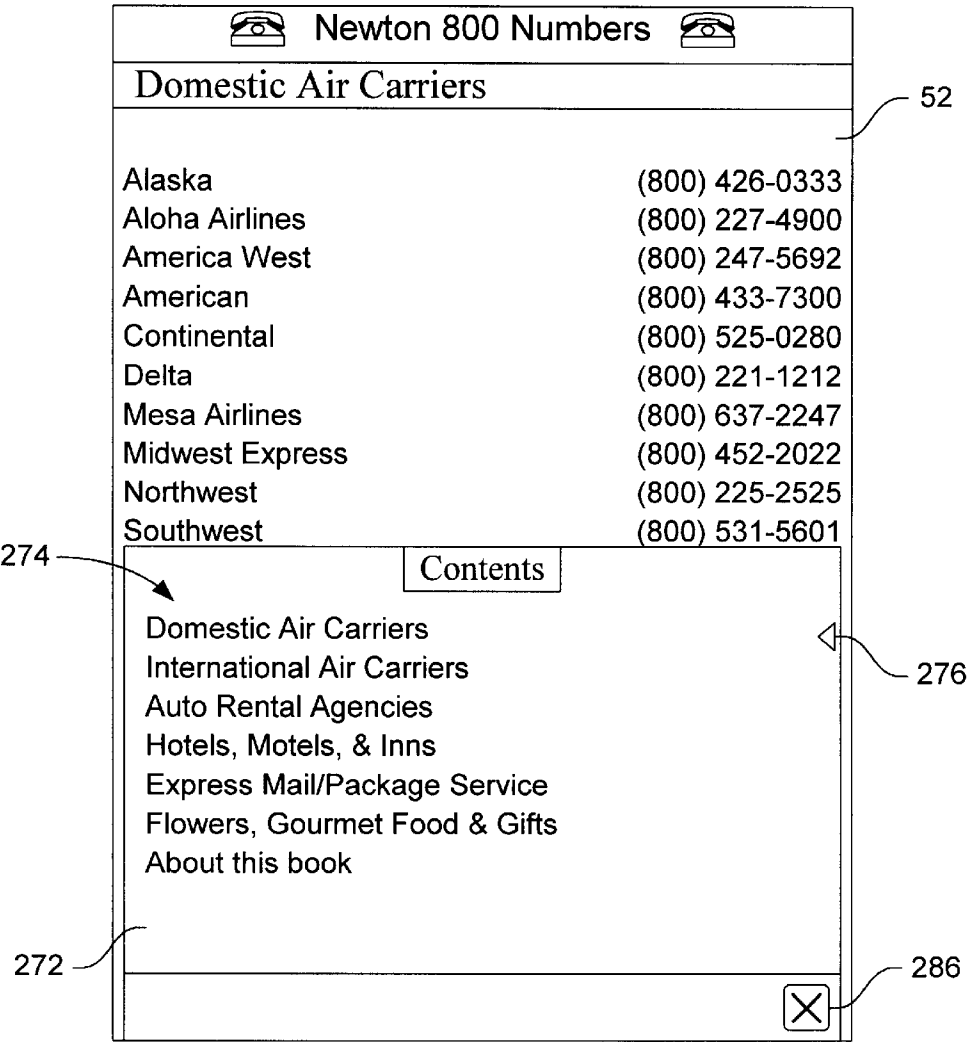 Newton 800 Numbers
Domestic Air Carriers
52
Alaska (800) 426-0333
Aloha Airlines (800) 227-4900
America West (800) 247-5692
American (800) 433-7300
Continental (800) 525-0280
Delta (800) 221-1212
Mesa Airlines (800) 637-2247
Midwest Express (800) 452-2022
Northwest (800) 225-2525
Southwest (800) 531-5601
274
Contents
Domestic Air Carriers
276
International Air Carriers
Auto Rental Agencies
Hotels, Motels, & Inns
Express Mail/Package Service
Flowers, Gourmet Food & Gifts
About this book
272
286